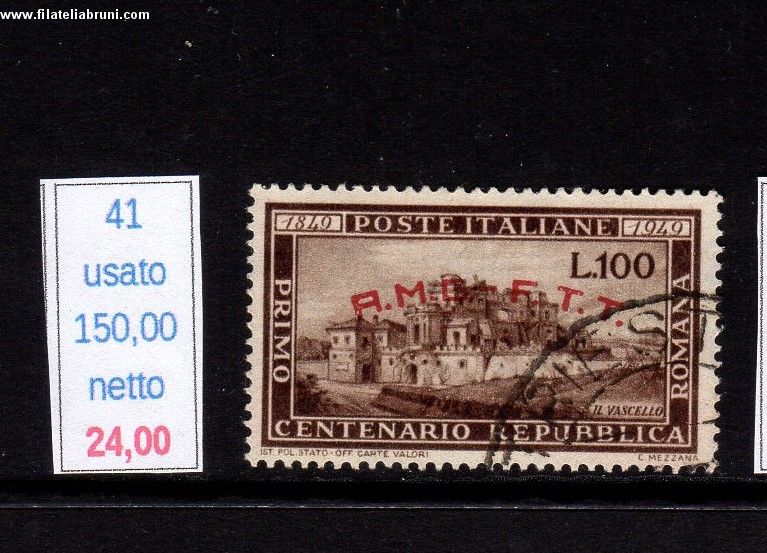 www.filateliabruni.com
41
usato
150,00
netto
24,00
1849 POSTE ITALIANE 1949
L.100
PRIMO
A.M.G.-F.T.T.
ROMANA
IL VASCELLO
CENTENARIO REPUBBLICA
IST. POL. STATO - OFF. CARTE VALORI C. MEZZANA